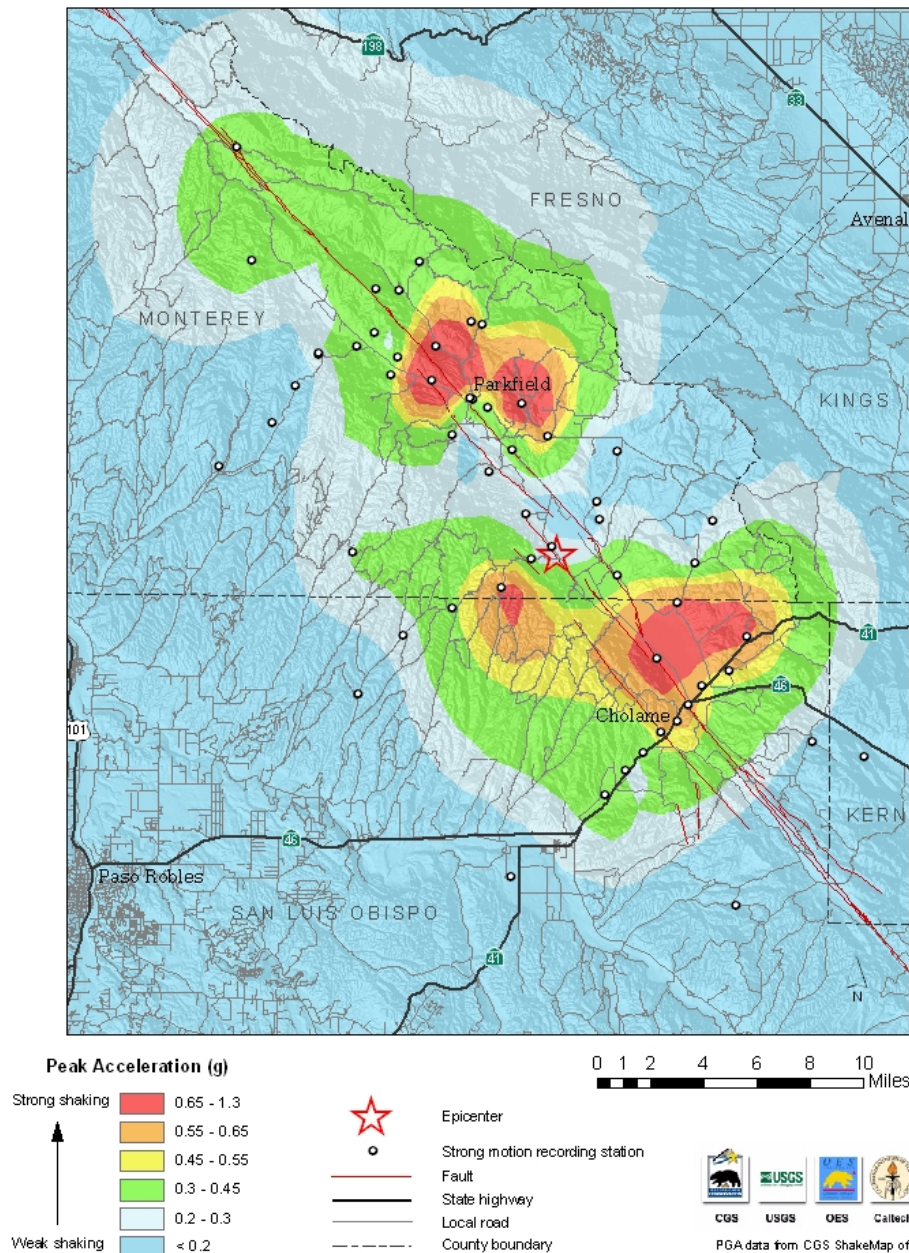 198
33
FRESNO
Avenal
MONTEREY
Parkfield
KINGS
41
46
Cholame
101
KERN
46
Paso Robles
SAN LUIS OBISPO
41
N
Peak Acceleration (g)
Strong shaking
0.65 - 1.3
0.55 - 0.65
0.45 - 0.55
0.3 - 0.45
0.2 - 0.3
Weak shaking
< 0.2
0 1 2 4 6 8 10
Miles
Epicenter
Strong motion recording station
Fault
State highway
Local road
County boundary
USGS
OES
CGS USGS OES Caltech
PGA data from CGS ShakeMap of